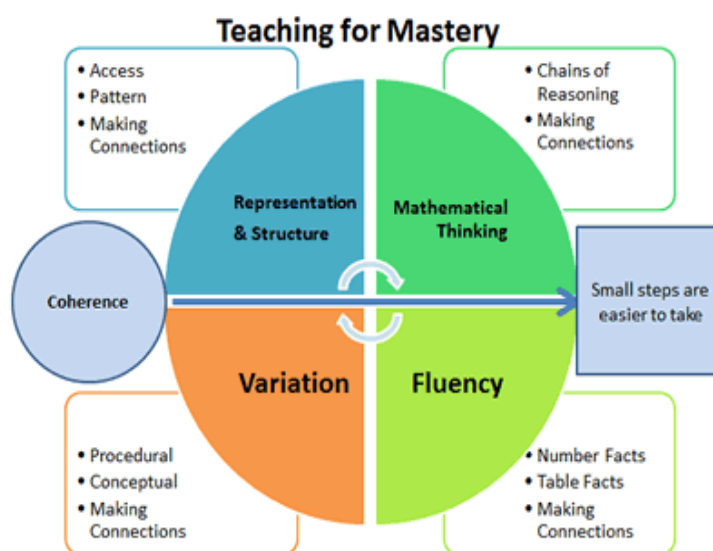 Teaching for Mastery
• Access
• Pattern
• Making
Connections
• Chains of
Reasoning
• Making
Connections
Representation
& Structure
Mathematical
Thinking
Coherence
Small steps are
easier to take
Variation
Fluency
• Procedural
• Conceptual
• Making
Connections
• Number Facts
• Table Facts
• Making
Connections